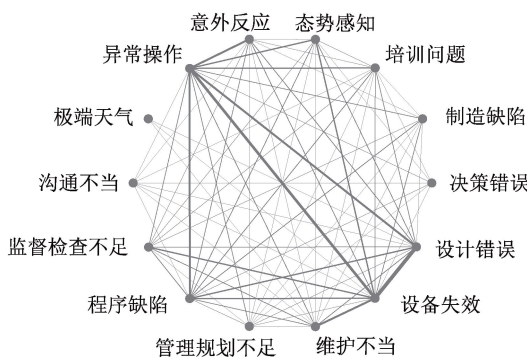 意外反应 态势感知
异常操作 培训问题
极端天气 制造缺陷
沟通不当 决策错误
监督检查不足 设计错误
程序缺陷 设备失效
管理规划不足 维护不当